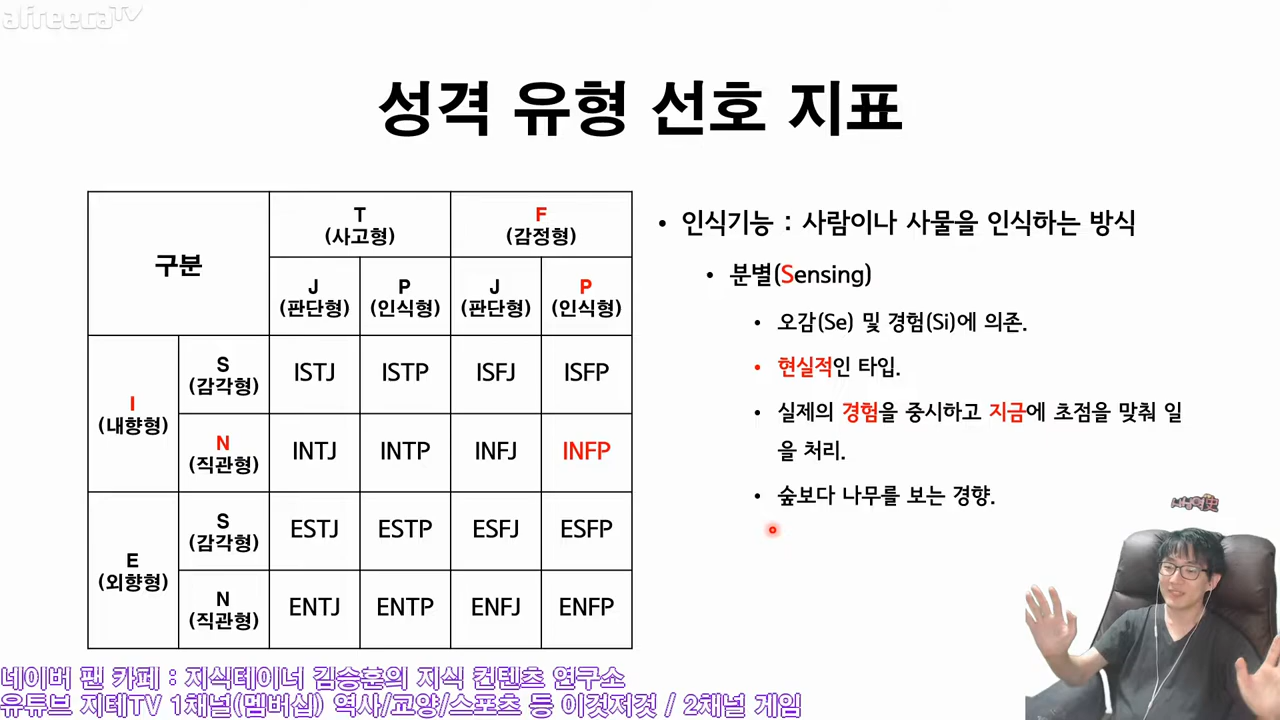 afreecaTV
성격 유형 선호 지표
구분
T
(사고형)
F
(감정형)
J
(판단형)
P
(인식형)
J
(판단형)
P
(인식형)
I
(내향형)
S
(감각형)
ISTJ
ISTP
ISFJ
ISFP
N
(직관형)
INTJ
INTP
INFJ
INFP
E
(외향형)
S
(감각형)
ESTJ
ESTP
ESFJ
ESFP
N
(직관형)
ENTJ
ENTP
ENFJ
ENFP
• 인식기능 : 사람이나 사물을 인식하는 방식
• 분별(Sensing)
• 오감(Se) 및 경험(Si)에 의존.
• 현실적인 타입.
• 실제의 경험을 중시하고 지금에 초점을 맞춰 일
을 처리.
• 숲보다 나무를 보는 경향.
네이버 팬 카페 : 지식테이너 김승훈의 지식 컨텐츠 연구소
유튜브 지테TV 1채널(멤버십) 역사/교양/스포츠 등 이것저것 / 2채널 게임